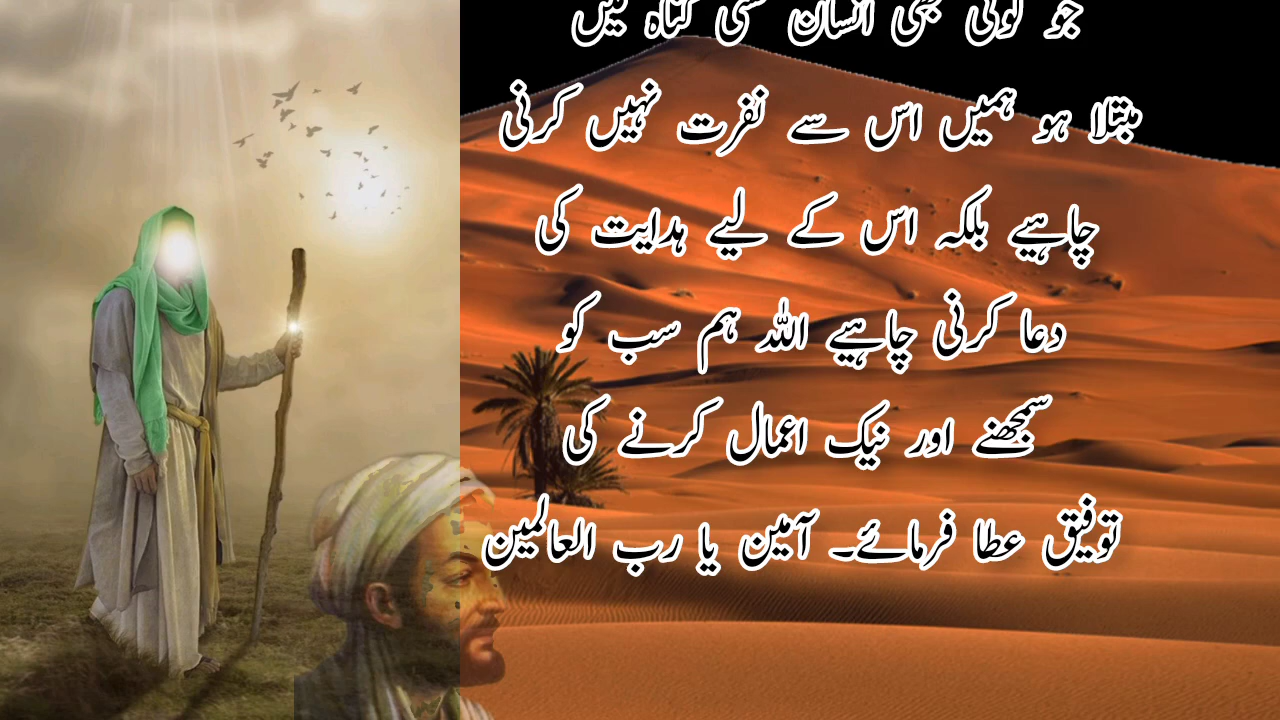 جو کوئی بھی انسان کسی گناہ میں
مبتلا ہو ہمیں اس سے نفرت نہیں کرنی
چاہیے بلکہ اس کے لیے ہدایت کی
دعا کرنی چاہیے اللہ ہم سب کو
سمجھنے اور نیک اعمال کرنے کی
توفیق عطا فرمائے۔ آمین یا رب العالمین